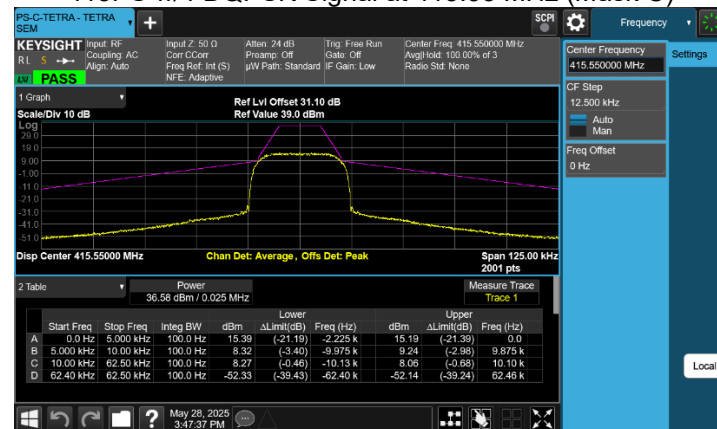 PS-C-TETRA - TETRA
SEM
SCPI
Frequency
KEYSIGHT
R L S
LXI PASS
Input: RF
Coupling: AC
Align: Auto
Input Z: 50 Ω
Corr CCorr
Freq Ref: Int (S)
NFE: Adaptive
Atten: 24 dB
Preamp: Off
µW Path: Standard
Trig: Free Run
Gate: Off
IF Gain: Low
Center Freq: 415.550000 MHz
Avg|Hold: 100.00% of 3
Radio Std: None
Center Frequency
415.550000 MHz
Settings
CF Step
12.500 kHz
Auto
Man
Freq Offset
0 Hz
1 Graph
Scale/Div 10 dB
Ref Lvl Offset 31.10 dB
Ref Value 39.0 dBm
Log
29.0
19.0
9.00
-1.00
-11.0
-21.0
-31.0
-41.0
-51.0
Disp Center 415.55000 MHz
Chan Det: Average, Offs Det: Peak
Span 125.00 kHz
2001 pts
2 Table
Power
36.58 dBm / 0.025 MHz
Measure Trace
Trace 1
Lower Upper
Start Freq Stop Freq Integ BW dBm ΔLimit(dB) Freq (Hz) dBm ΔLimit(dB) Freq (Hz)
A 0.0 Hz 5.000 kHz 100.0 Hz 15.39 (-21.19) -2.225 k 15.19 (-21.39) 0.0
B 5.000 kHz 10.00 kHz 100.0 Hz 8.32 (-3.40) -9.975 k 9.24 (-2.98) 9.875 k
C 10.00 kHz 62.50 kHz 100.0 Hz 8.27 (-0.46) -10.13 k 8.06 (-0.68) 10.10 k
D 62.40 kHz 62.50 kHz 100.0 Hz -52.33 (-39.43) -62.40 k -52.14 (-39.24) 62.46 k
Local
May 28, 2025
3:47:37 PM